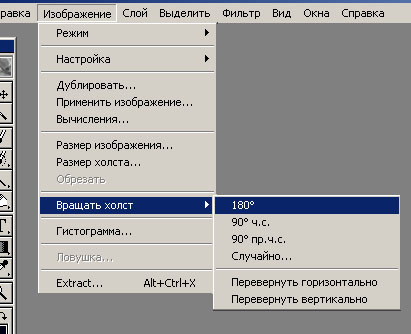 равка Изображение Слой Выделить Фильтр Вид Окна Справка
Режим
Настройка
Дублировать...
Применить изображение...
Вычисления...
Размер изображения...
Размер холста...
Обрезать
Вращать холст
180°
90° ч.с.
Гистограмма...
90° пр.ч.с.
Ловушка...
Случайно...
Extract... Alt+Ctrl+X
Перевернуть горизонтально
Перевернуть вертикально